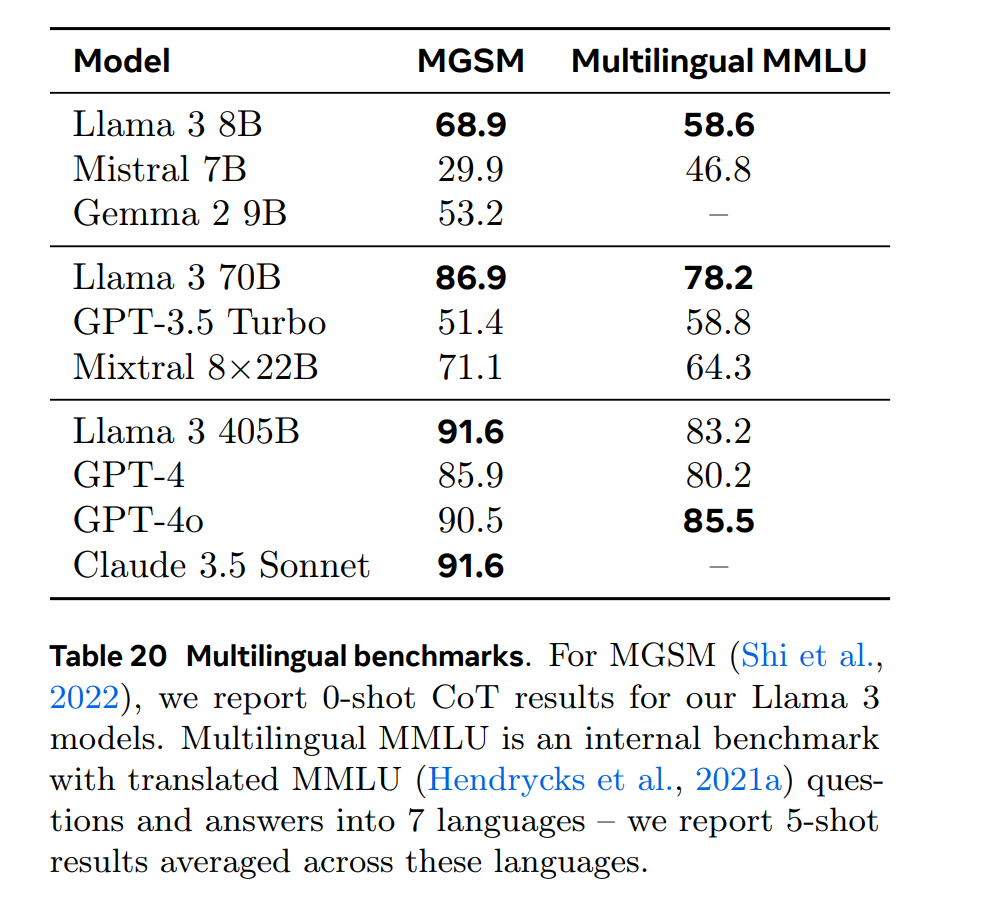 Model MGSM Multilingual MMLU
Llama 3 8B 68.9 58.6
Mistral 7B 29.9 46.8
Gemma 2 9B 53.2 –
Llama 3 70B 86.9 78.2
GPT-3.5 Turbo 51.4 58.8
Mixtral 8×22B 71.1 64.3
Llama 3 405B 91.6 83.2
GPT-4 85.9 80.2
GPT-4o 90.5 85.5
Claude 3.5 Sonnet 91.6 –
Table 20 Multilingual benchmarks. For MGSM (Shi et al.,
2022), we report 0-shot CoT results for our Llama 3
models. Multilingual MMLU is an internal benchmark
with translated MMLU (Hendrycks et al., 2021a) ques-
tions and answers into 7 languages – we report 5-shot
results averaged across these languages.